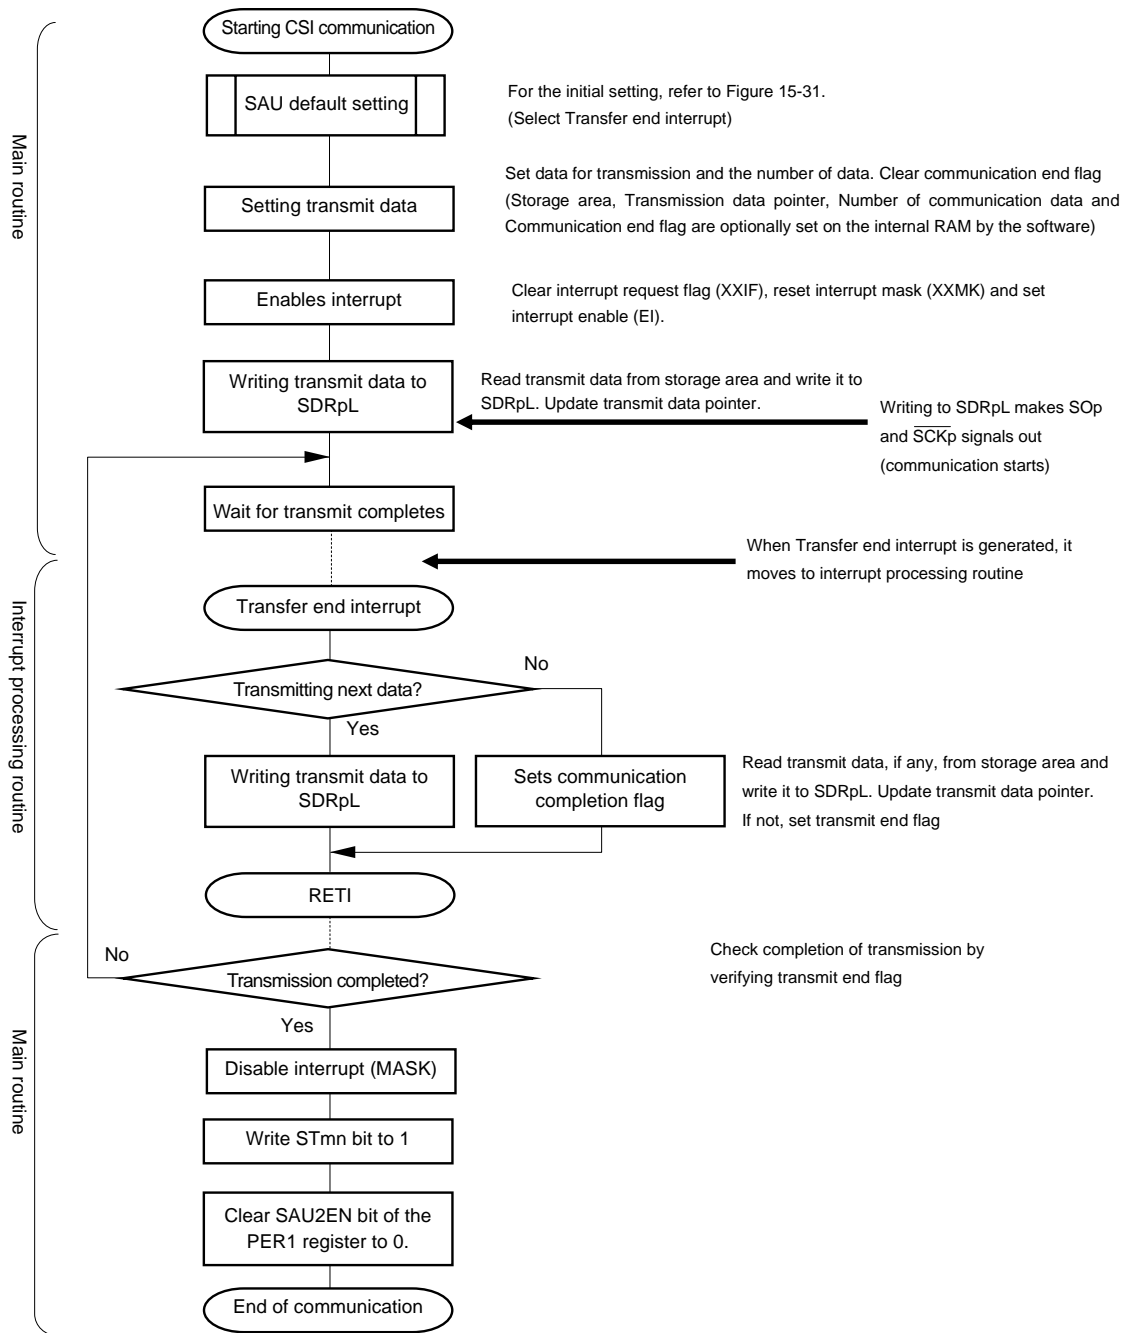 Starting CSI communication
Main routine
SAU default setting
For the initial setting, refer to Figure 15-31.
(Select Transfer end interrupt)
Setting transmit data
Set data for transmission and the number of data. Clear communication end flag
(Storage area, Transmission data pointer, Number of communication data and
Communication end flag are optionally set on the internal RAM by the software)
Enables interrupt
Clear interrupt request flag (XXIF), reset interrupt mask (XXMK) and set
interrupt enable (EI).
Writing transmit data to
SDRpL
Read transmit data from storage area and write it to
SDRpL. Update transmit data pointer.
Writing to SDRpL makes SOp
and SCKp signals out
(communication starts)
Wait for transmit completes
When Transfer end interrupt is generated, it
moves to interrupt processing routine
Interrupt processing routine
Transfer end interrupt
Transmitting next data?
No
Yes
Writing transmit data to
SDRpL
Sets communication
completion flag
Read transmit data, if any, from storage area and
write it to SDRpL. Update transmit data pointer.
If not, set transmit end flag
RETI
Main routine
No
Transmission completed?
Check completion of transmission by
verifying transmit end flag
Yes
Disable interrupt (MASK)
Write STmn bit to 1
Clear SAU2EN bit of the
PER1 register to 0.
End of communication